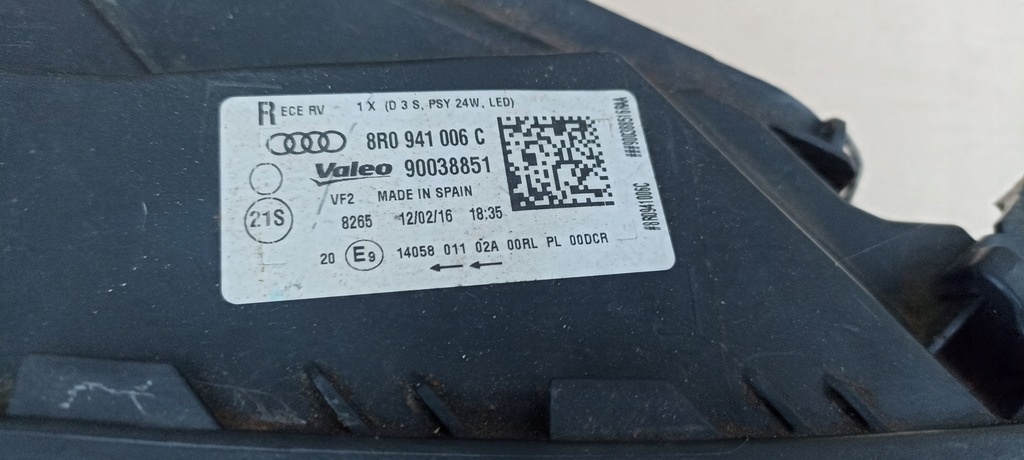 R ECE RV 1 X (D 3 S, PSY 24W, LED)
8R0 941 006 C
Valeo 90038851
VF2 MADE IN SPAIN
21S
8265 12/02/16 18:35
20 E9 14058 011 02A 00RL PL 00DCR
#8R0941006C